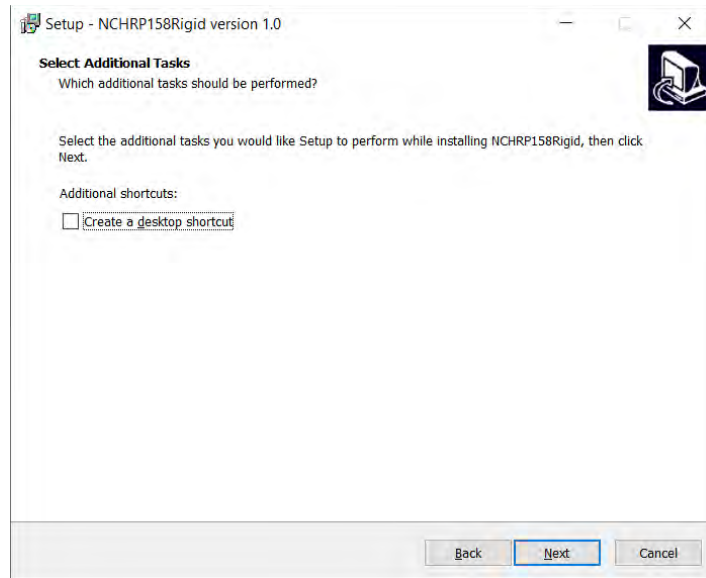 Setup - NCHRP158Rigid version 1.0
Select Additional Tasks
Which additional tasks should be performed?
Select the additional tasks you would like Setup to perform while installing NCHRP158Rigid, then click
Next.
Additional shortcuts:
Create a desktop shortcut
Back Next Cancel